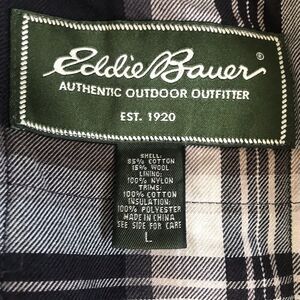 Eddie Bauer®
AUTHENTIC OUTDOOR OUTFITTER
EST. 1920
SHELL:
85% COTTON
15% WOOL
LINING:
100% NYLON
TRIMS:
100% COTTON
INSULATION:
100% POLYESTER
MADE IN CHINA
SEE SIDE FOR CARE
L